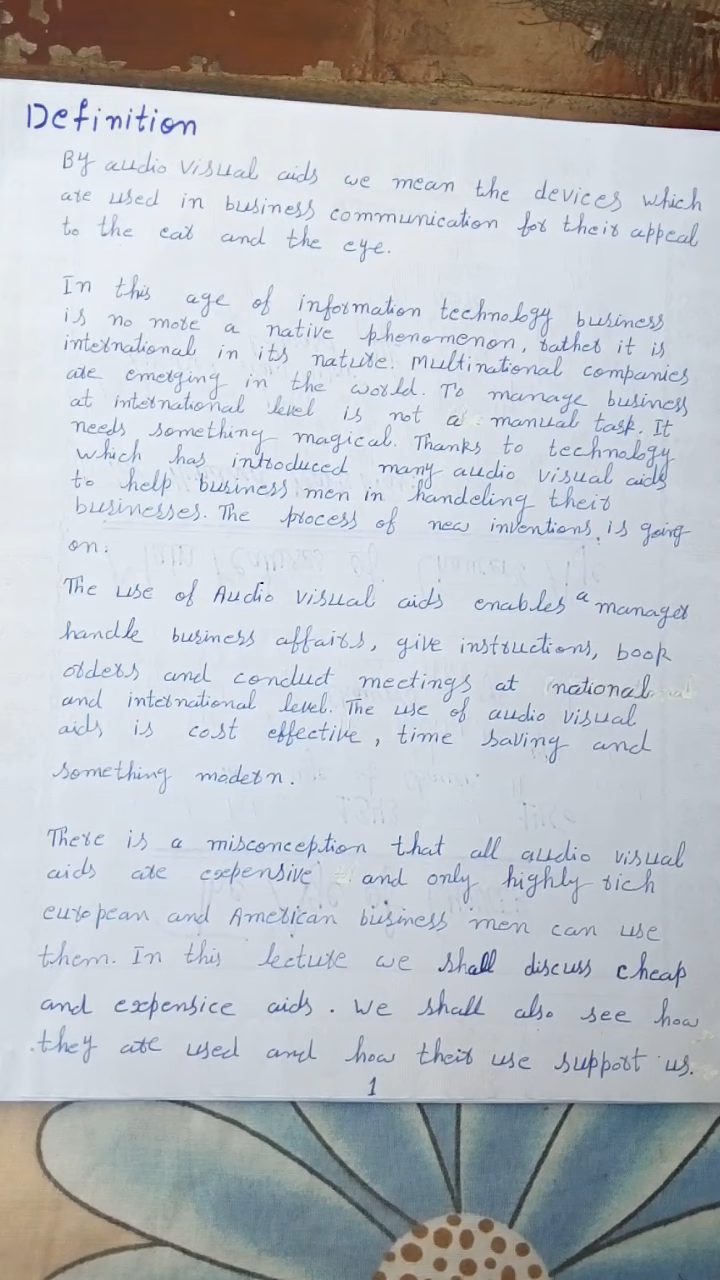 Definition
By audio visual aids we mean the devices which
are used in business communication for their appeal
to the ear and the eye.
In this age of information technology business
is no more a native phenomenon, rather it is
international in its nature. Multinational companies
are emerging in the world. To manage business
at international level is not a manual task. It
needs something magical. Thanks to technology
which has introduced many audio visual aids
to help business men in handeling their
businesses. The process of new inventions is going
on.
The use of Audio visual aids enables a manager
handle business affairs, give instructions, book
orders and conduct meetings at national
and international level. The use of audio visual
aids is cost effective, time saving and
something modern.
There is a misconception that all audio visual
aids are expensive and only highly rich
european and American business men can use
them. In this lecture we shall discuss cheap
and expensice aids. We shall also see how
they are used and how their use support us.
1